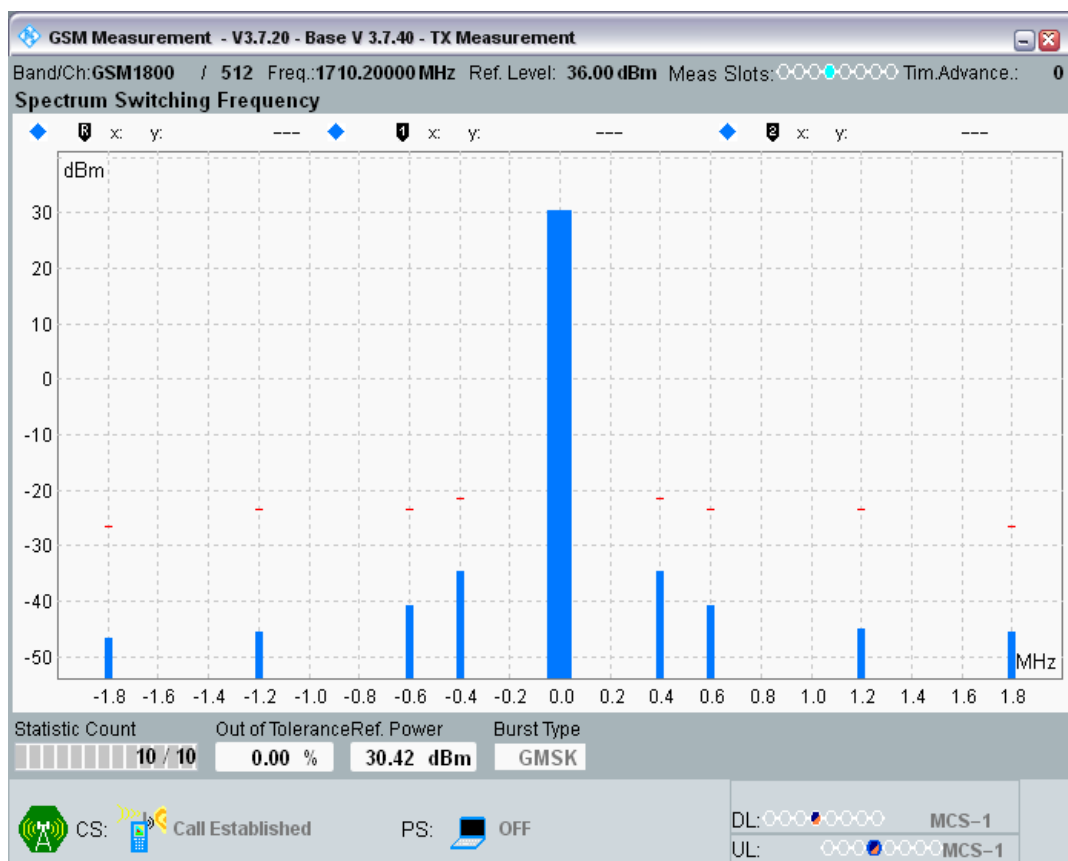 GSM Measurement - V3.7.20 - Base V 3.7.40 - TX Measurement
Band/Ch:GSM1800 / 512 Freq.:1710.20000 MHz Ref. Level: 36.00 dBm Meas Slots: Tim.Advance.: 0
Spectrum Switching Frequency
R x: y: --- 1 x: y: --- 2 x: y: ---
dBm
30
20
10
0
-10
-20
-30
-40
-50
MHz
-1.8 -1.6 -1.4 -1.2 -1.0 -0.8 -0.6 -0.4 -0.2 0.0 0.2 0.4 0.6 0.8 1.0 1.2 1.4 1.6 1.8
Statistic Count Out of Tolerance Ref. Power Burst Type
10 / 10 0.00 % 30.42 dBm GMSK
CS: Call Established PS: OFF
DL: MCS-1
UL: MCS-1